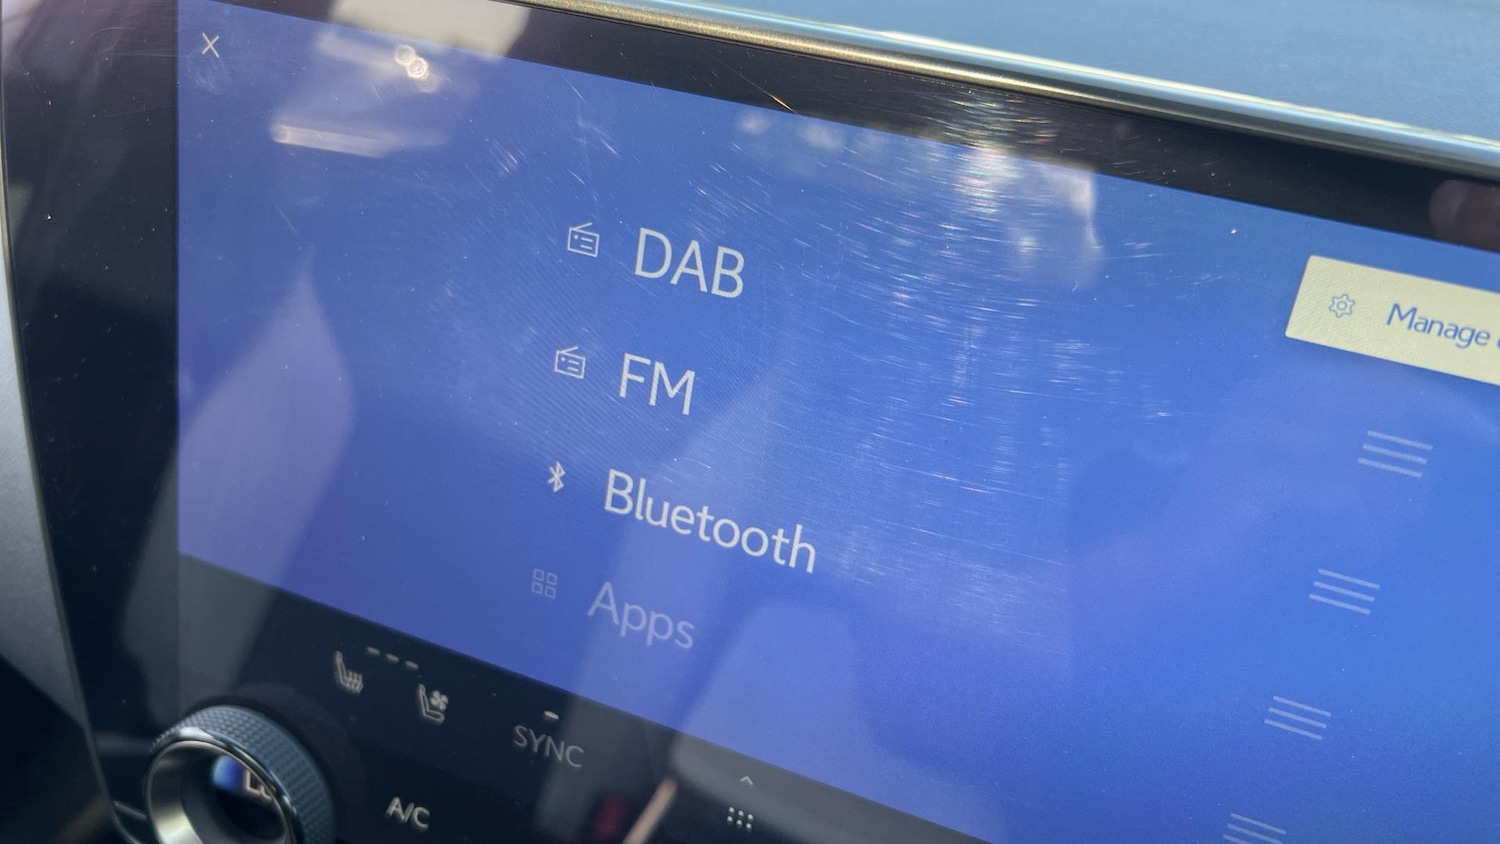 DAB
Manage
FM
Bluetooth
Apps
SYNC
A/C